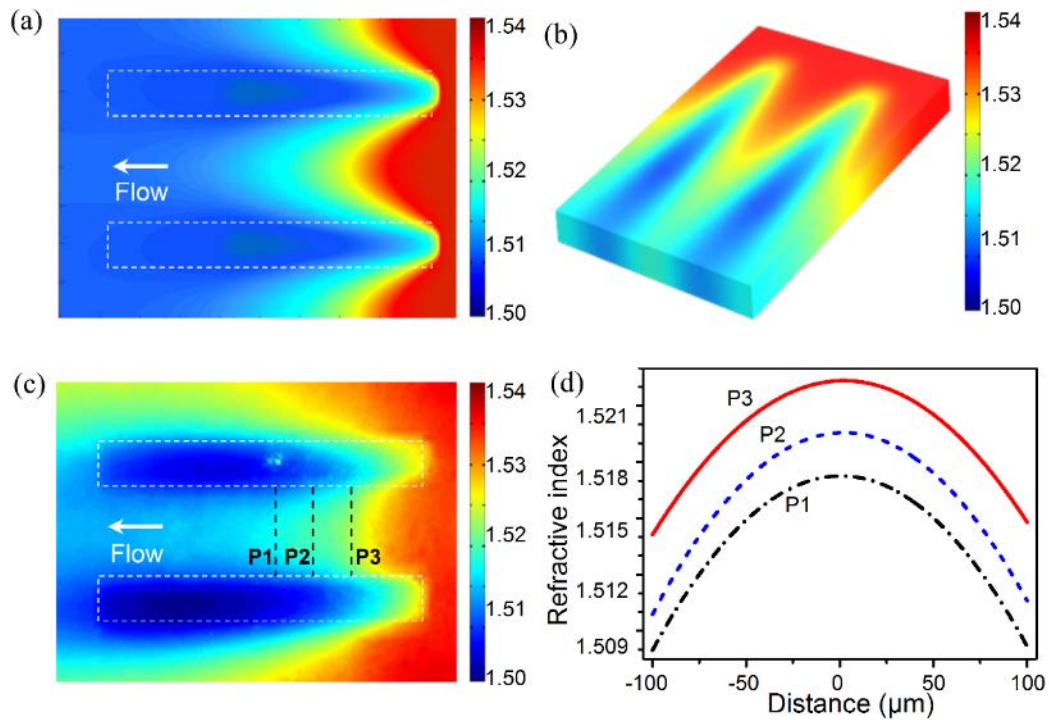 (a)
1.54
1.53
1.52
1.51
1.50
Flow
(b)
1.54
1.53
1.52
1.51
1.50
(c)
1.54
1.53
1.52
1.51
1.50
P1 P2 P3
Flow
(d)
Refractive index
1.521
1.518
1.515
1.512
1.509
P3
P2
P1
-100 -50 0 50 100
Distance (µm)